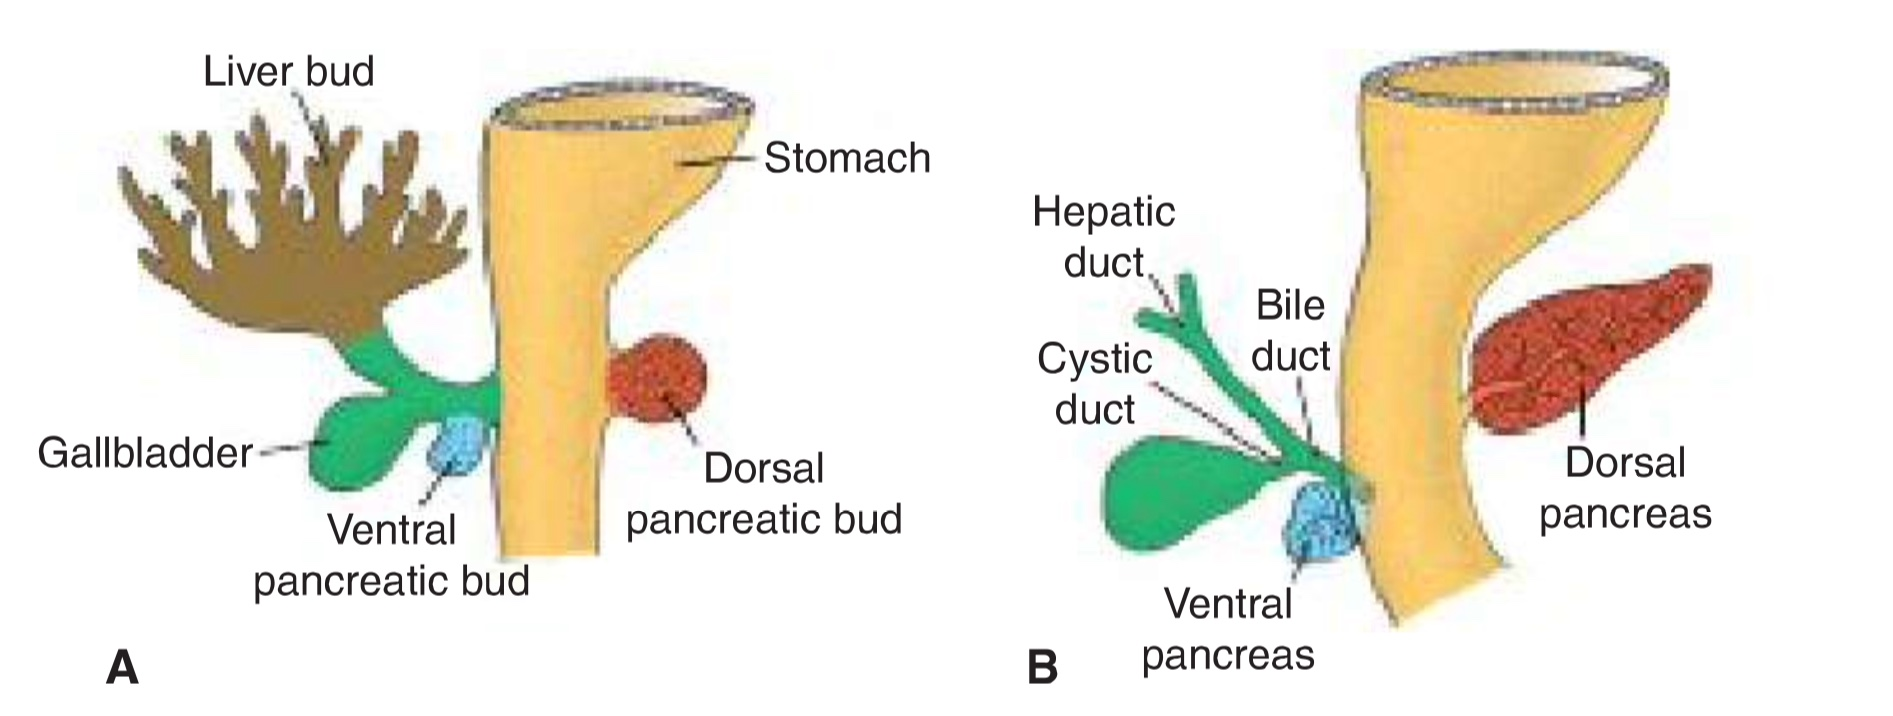 Liver bud
Stomach
Gallbladder
Ventral
pancreatic bud
Dorsal
pancreatic bud
A
Hepatic
duct
Bile
duct
Cystic
duct
Dorsal
pancreas
Ventral
pancreas
B